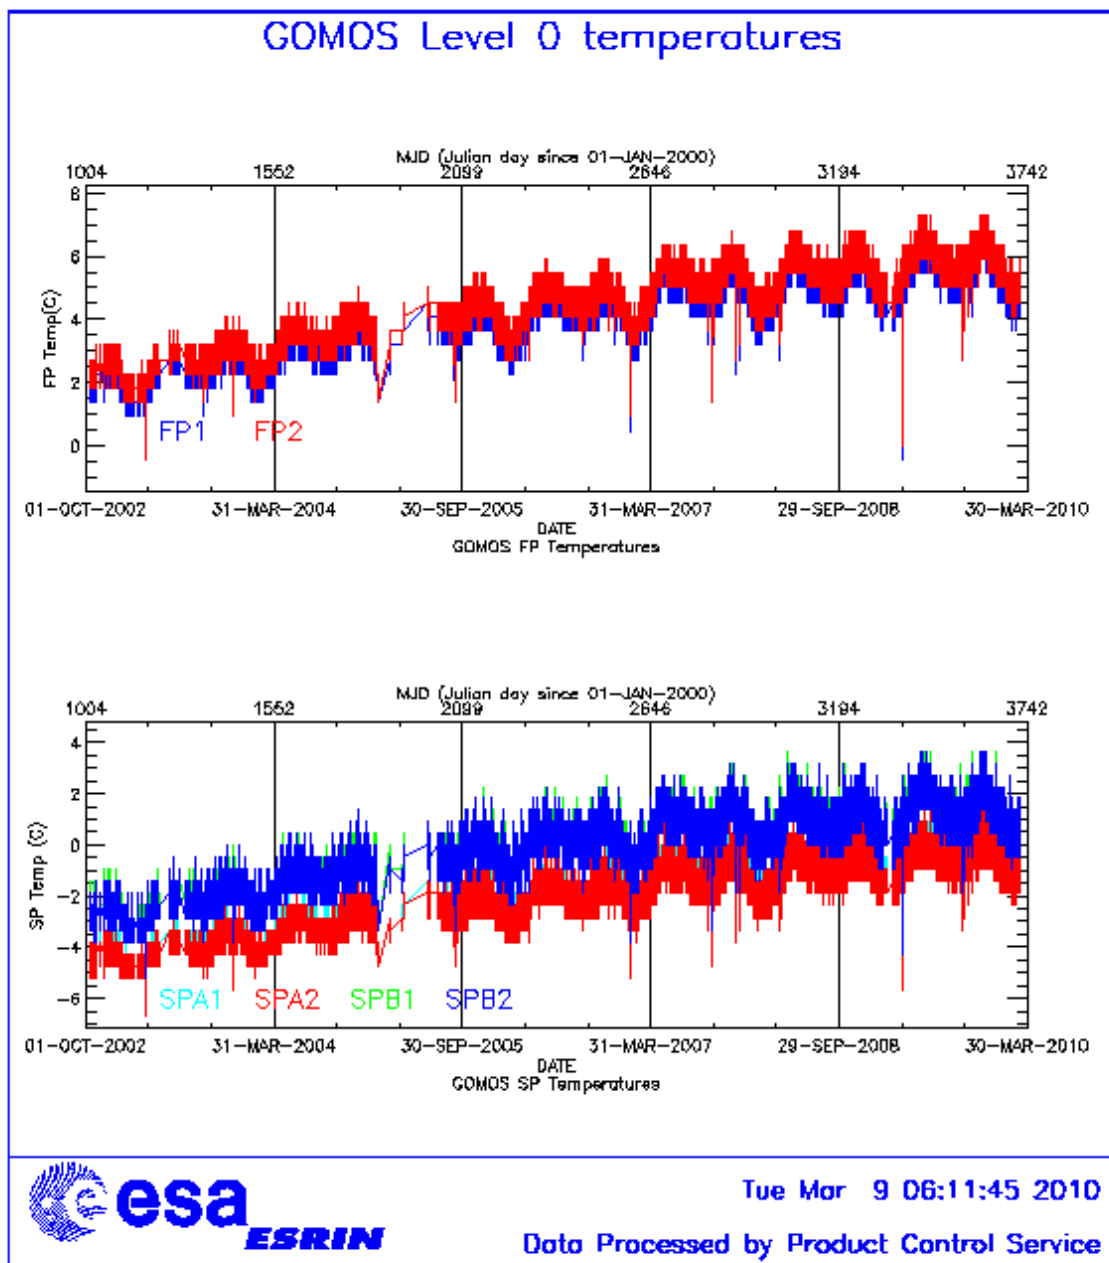 GOMOS Level 0 temperatures
MJD (Julian day since 01-JAN-2000)
1004 1552 2099 2646 3194 3742
8
6
4
2
0
FP Temp(C)
FP1 FP2
01-OCT-2002 31-MAR-2004 30-SEP-2005 31-MAR-2007 29-SEP-2008 30-MAR-2010
DATE
GOMOS FP Temperatures
MJD (Julian day since 01-JAN-2000)
1004 1552 2099 2646 3194 3742
4
2
0
-2
-4
-6
SP Temp (C)
SPA1 SPA2 SPB1 SPB2
01-OCT-2002 31-MAR-2004 30-SEP-2005 31-MAR-2007 29-SEP-2008 30-MAR-2010
DATE
GOMOS SP Temperatures
esa
ESRIN
Tue Mar 9 06:11:45 2010
Data Processed by Product Control Service